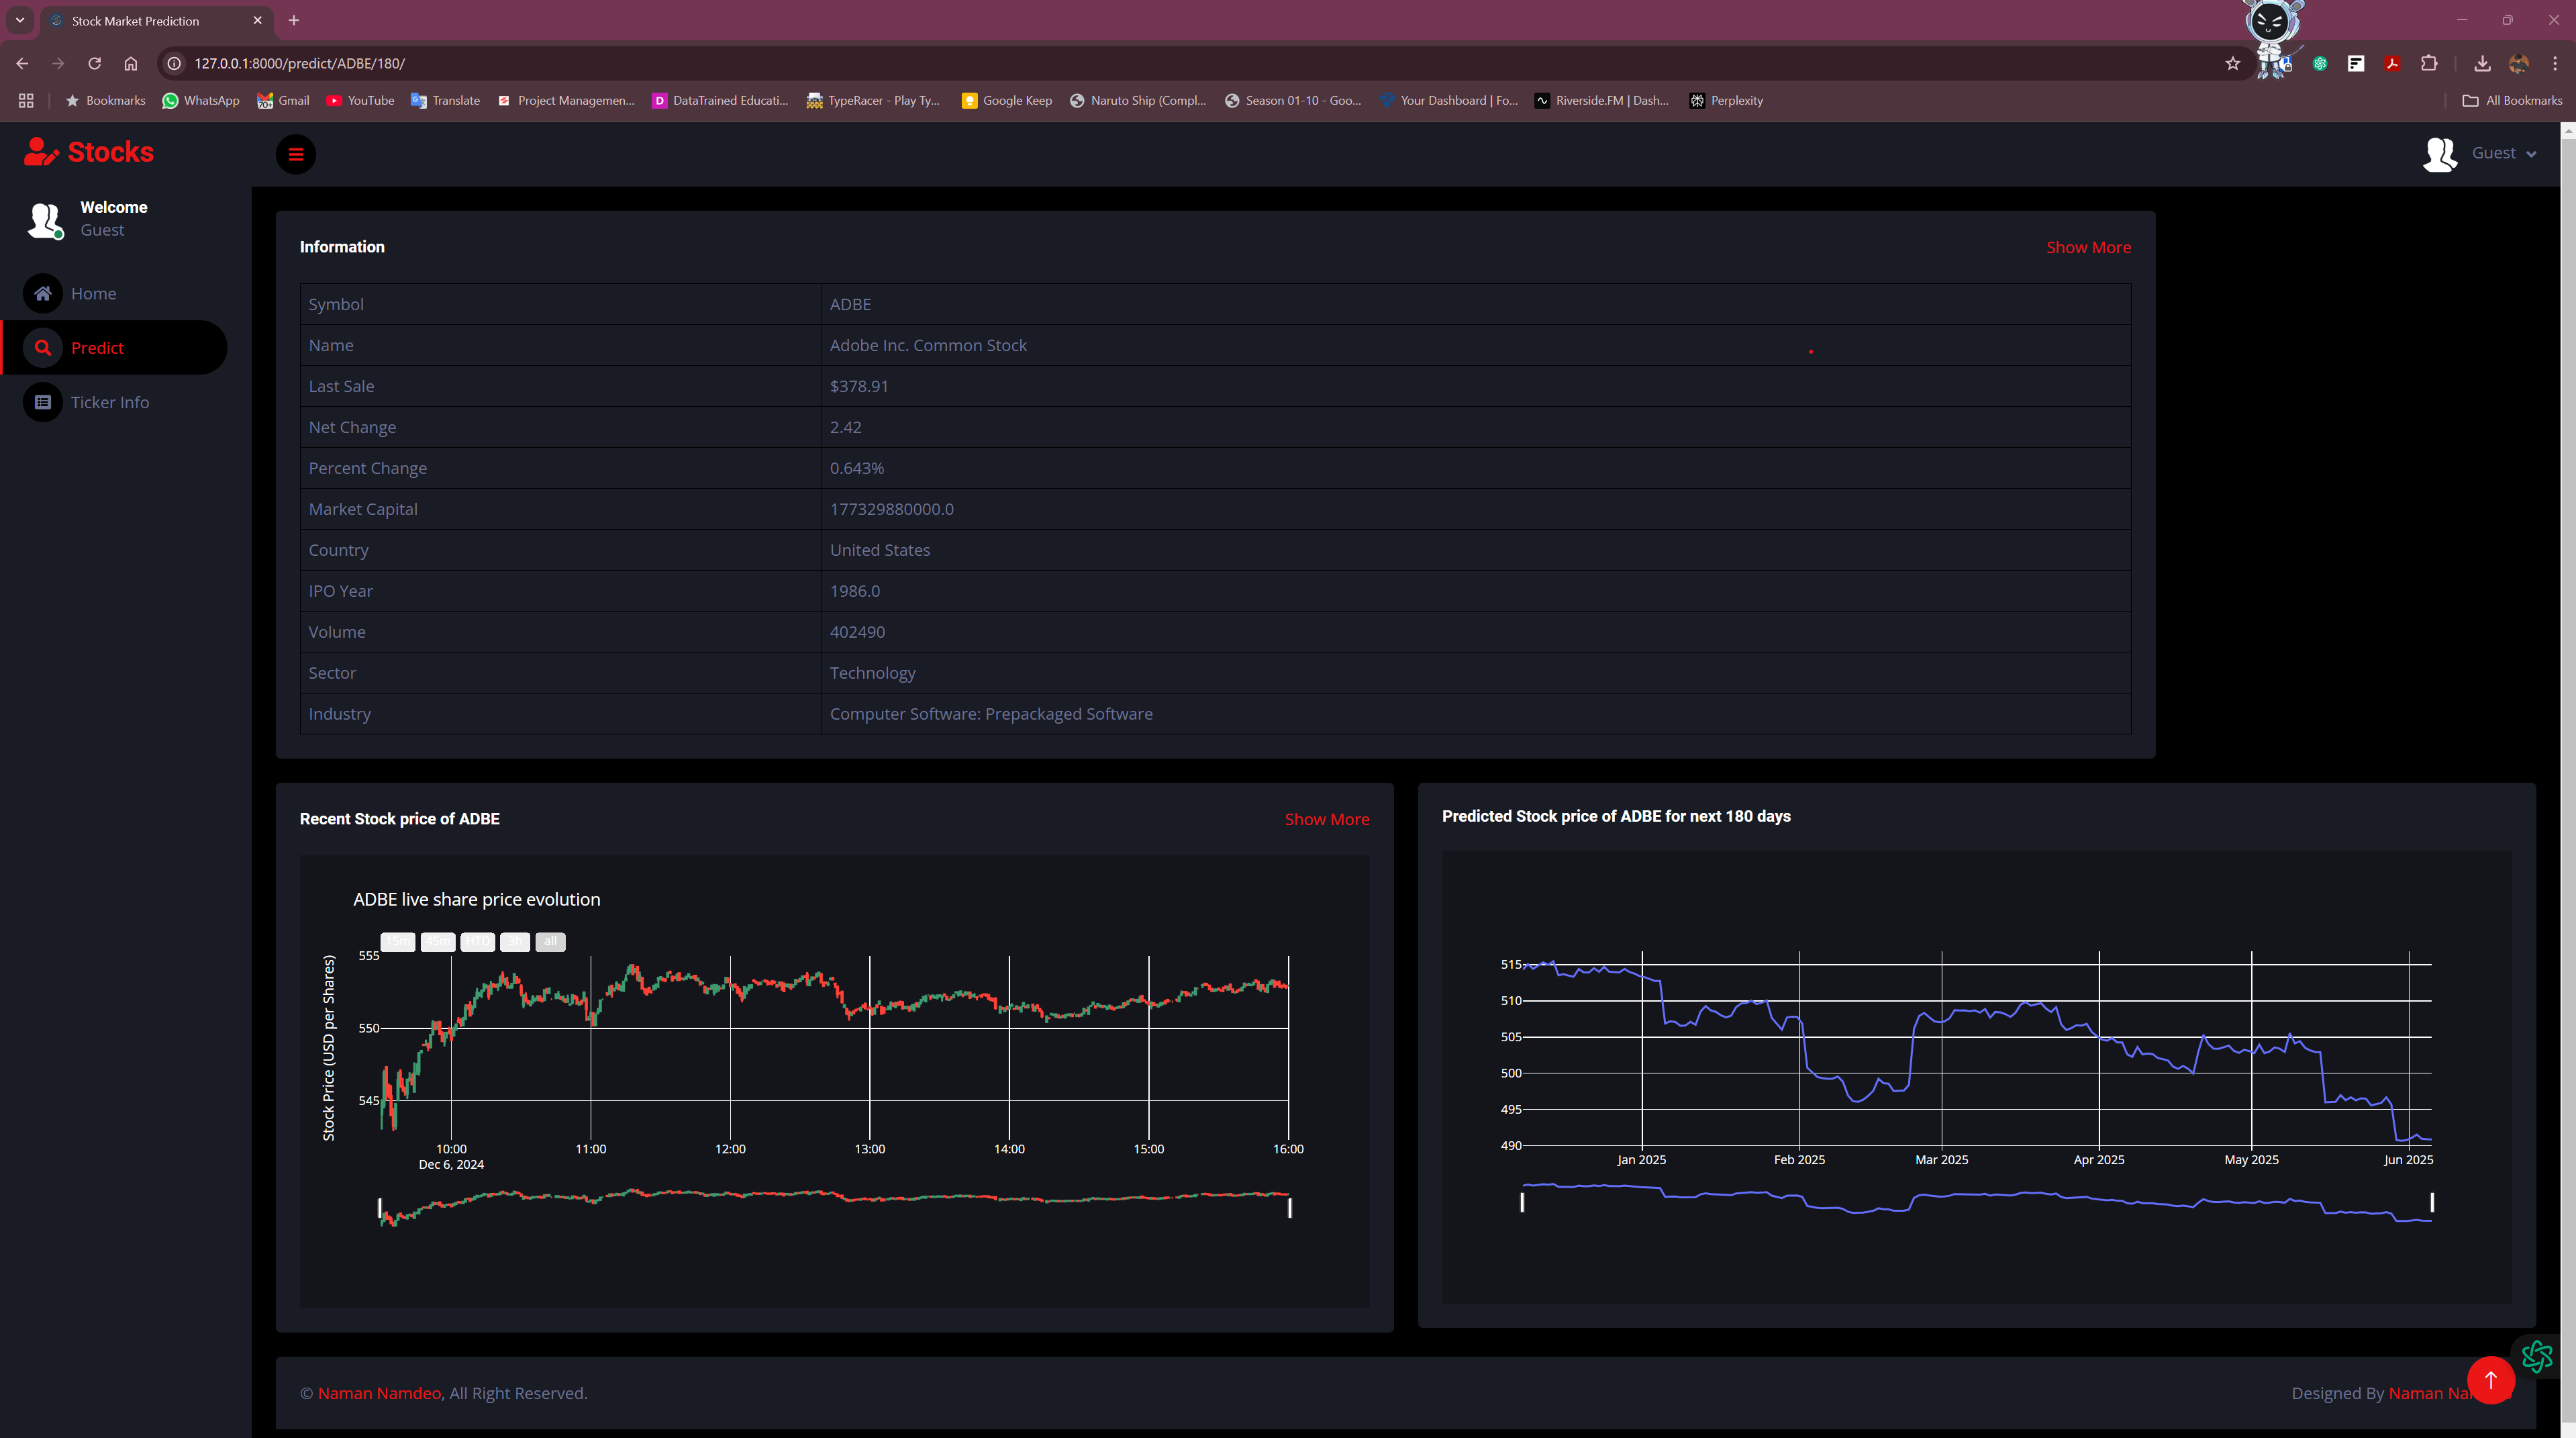 Stock Market Prediction
127.0.0.1:8000/predict/ADBE/180/
Bookmarks WhatsApp Gmail YouTube Translate Project Managemen... DataTrained Educati... TypeRacer - Play Ty... Google Keep Naruto Ship (Compl... Season 01-10 - Goo... Your Dashboard | Fo... Riverside.FM | Dash... Perplexity All Bookmarks
Stocks
Guest
Welcome
Guest
Home
Predict
Ticker Info
Information Show More
Symbol ADBE
Name Adobe Inc. Common Stock
Last Sale $378.91
Net Change 2.42
Percent Change 0.643%
Market Capital 177329880000.0
Country United States
IPO Year 1986.0
Volume 402490
Sector Technology
Industry Computer Software: Prepackaged Software
Recent Stock price of ADBE Show More
ADBE live share price evolution
15m 45m HTD 3h all
Stock Price (USD per Shares)
555
550
545
10:00 11:00 12:00 13:00 14:00 15:00 16:00
Dec 6, 2024
Predicted Stock price of ADBE for next 180 days
515
510
505
500
495
490
Jan 2025 Feb 2025 Mar 2025 Apr 2025 May 2025 Jun 2025
© Naman Namdeo, All Right Reserved.
Designed By Naman